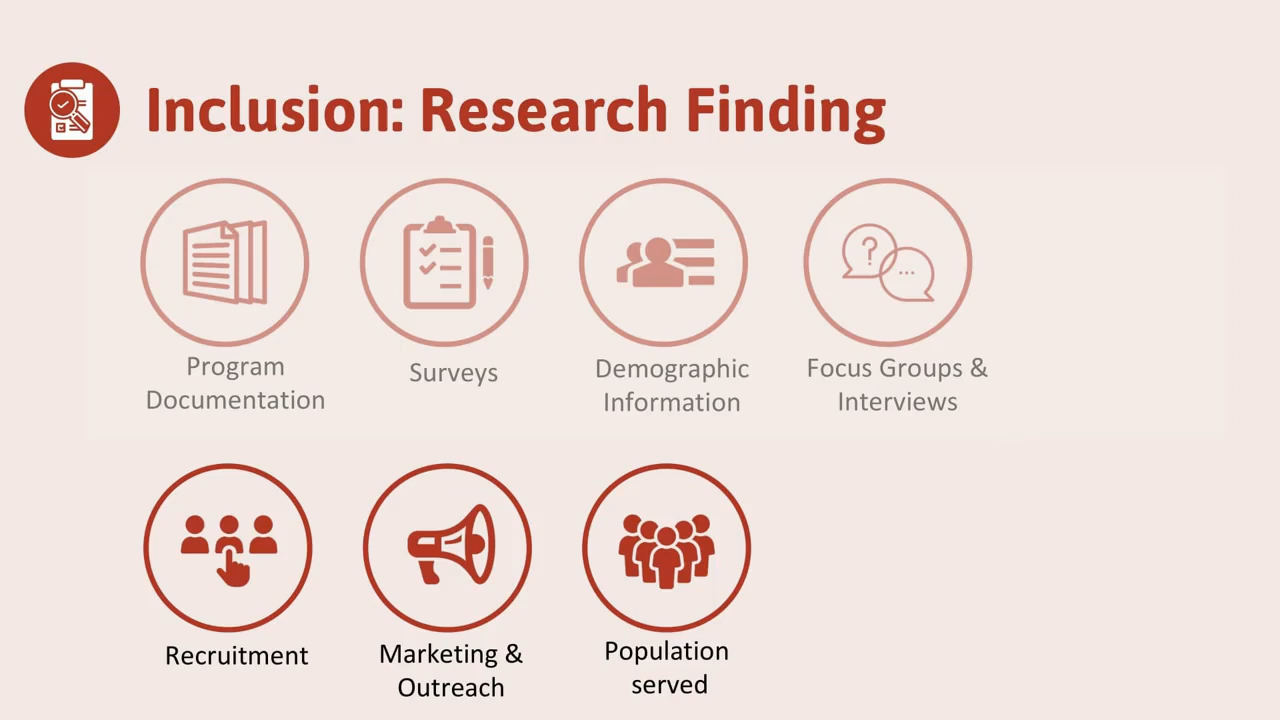 Inclusion: Research Finding
Program
Documentation
Surveys
Demographic
Information
Focus Groups &
Interviews
Recruitment
Marketing &
Outreach
Population
served